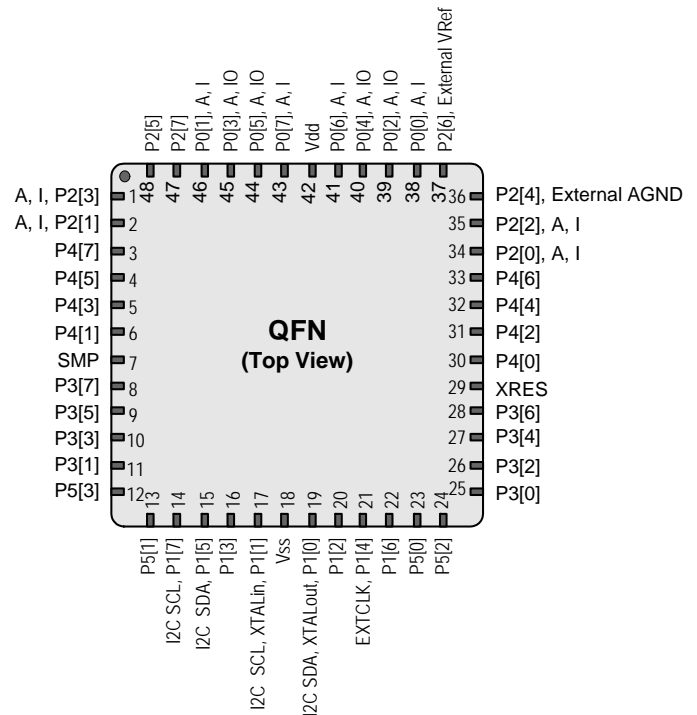 P2[5]
P2[7]
P0[1], A, I
P0[3], A, IO
P0[5], A, IO
P0[7], A, I
Vdd
P0[6], A, I
P0[4], A, IO
P0[2], A, IO
P0[0], A, I
P2[6], External VRef
48
47
46
45
44
43
42
41
40
39
38
37
A, I, P2[3] 1
A, I, P2[1] 2
P4[7] 3
P4[5] 4
P4[3] 5
P4[1] 6
SMP 7
P3[7] 8
P3[5] 9
P3[3] 10
P3[1] 11
P5[3] 12
QFN
(Top View)
36 P2[4], External AGND
35 P2[2], A, I
34 P2[0], A, I
33 P4[6]
32 P4[4]
31 P4[2]
30 P4[0]
29 XRES
28 P3[6]
27 P3[4]
26 P3[2]
25 P3[0]
13
14
15
16
17
18
19
20
21
22
23
24
P5[1]
I2C SCL, P1[7]
I2C SDA, P1[5]
P1[3]
I2C SCL, XTALin, P1[1]
Vss
I2C SDA, XTALout, P1[0]
P1[2]
EXTCLK, P1[4]
P1[6]
P5[0]
P5[2]